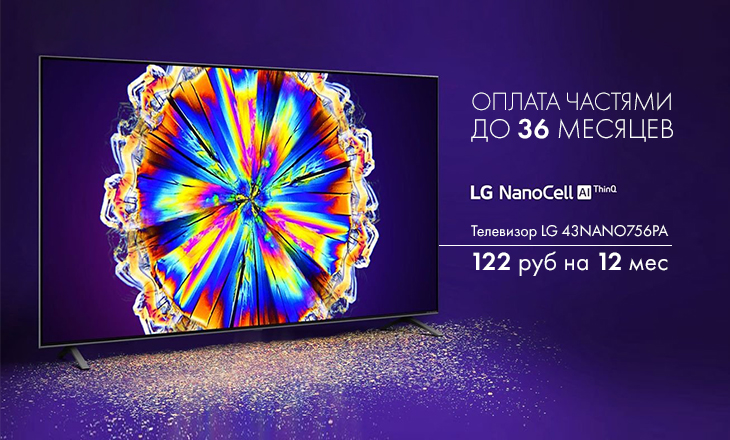 ОПЛАТА ЧАСТЯМИ
ДО 36 МЕСЯЦЕВ
LG NanoCell AI ThinQ
Телевизор LG 43NANO756PA
122 руб на 12 мес